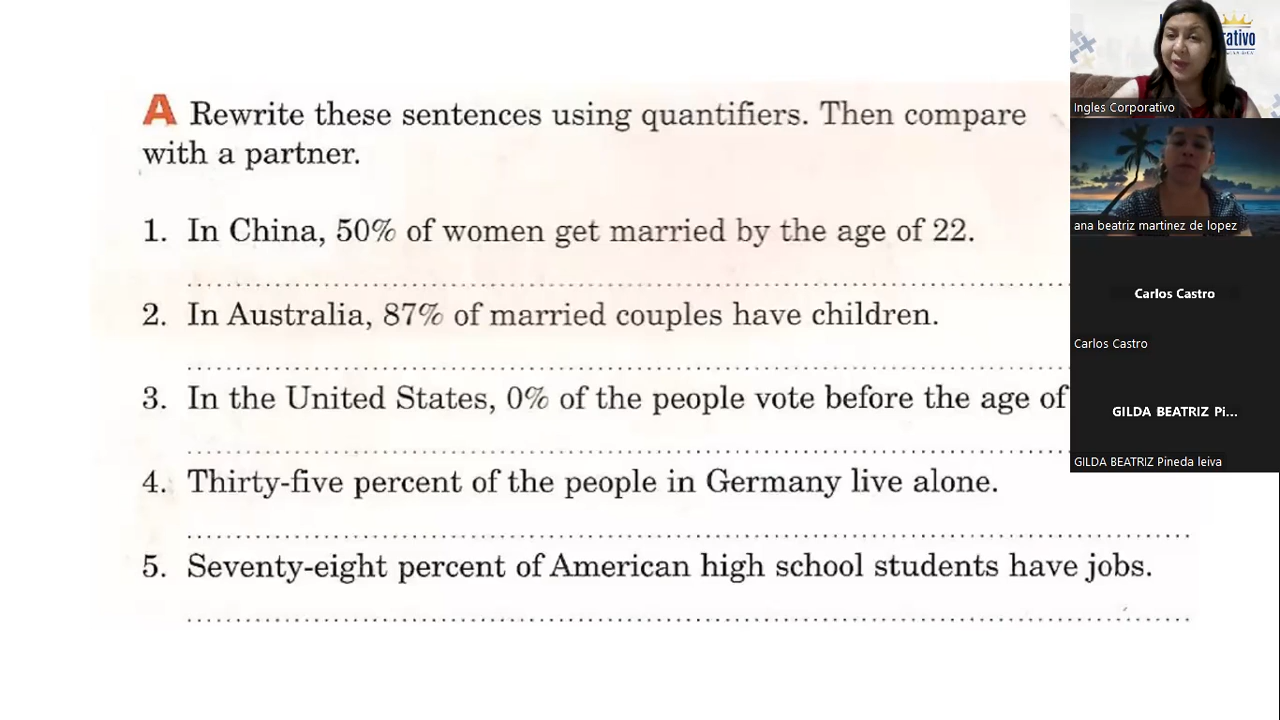 A Rewrite these sentences using quantifiers. Then compare
with a partner.
1. In China, 50% of women get married by the age of 22.
2. In Australia, 87% of married couples have children.
3. In the United States, 0% of the people vote before the age of
4. Thirty-five percent of the people in Germany live alone.
5. Seventy-eight percent of American high school students have jobs.
rativo
Ingles Corporativo
ana beatriz martinez de lopez
Carlos Castro
Carlos Castro
GILDA BEATRIZ Pi...
GILDA BEATRIZ Pineda leiva